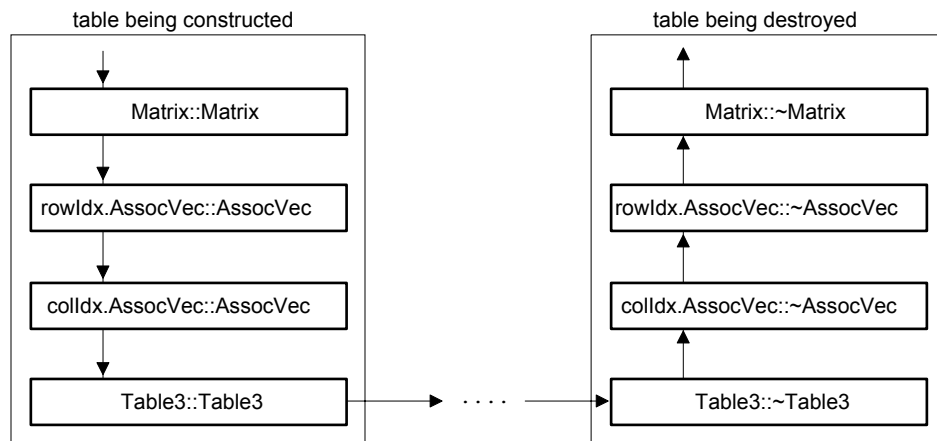 table being constructed
Matrix::Matrix
rowIdx.AssocVec::AssocVec
colIdx.AssocVec::AssocVec
Table3::Table3
....
table being destroyed
Matrix::~Matrix
rowIdx.AssocVec::~AssocVec
colIdx.AssocVec::~AssocVec
Table3::~Table3